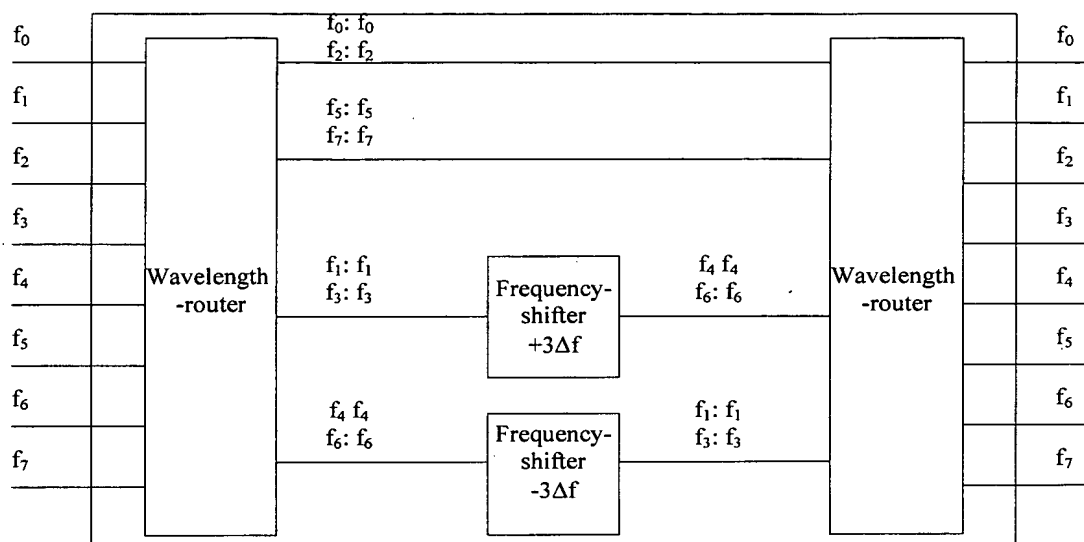 f0
f1
f2
f3
f4
f5
f6
f7
Wavelength
-router
f0: f0
f2: f2
f5: f5
f7: f7
f1: f1
f3: f3
Frequency-
shifter
+3Δf
f4 f4
f6: f6
f4 f4
f6: f6
Frequency-
shifter
-3Δf
f1: f1
f3: f3
Wavelength
-router
f0
f1
f2
f3
f4
f5
f6
f7